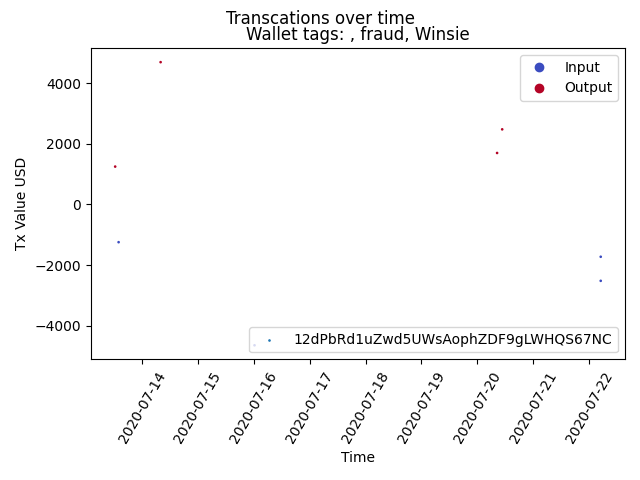 Transcations over time
Wallet tags: , fraud, Winsie
Input
Output
Tx Value USD
4000
2000
0
−2000
−4000
12dPbRd1uZwd5UWsAophZDF9gLWHQS67NC
2020-07-14
2020-07-15
2020-07-16
2020-07-17
2020-07-18
2020-07-19
2020-07-20
2020-07-21
2020-07-22
Time